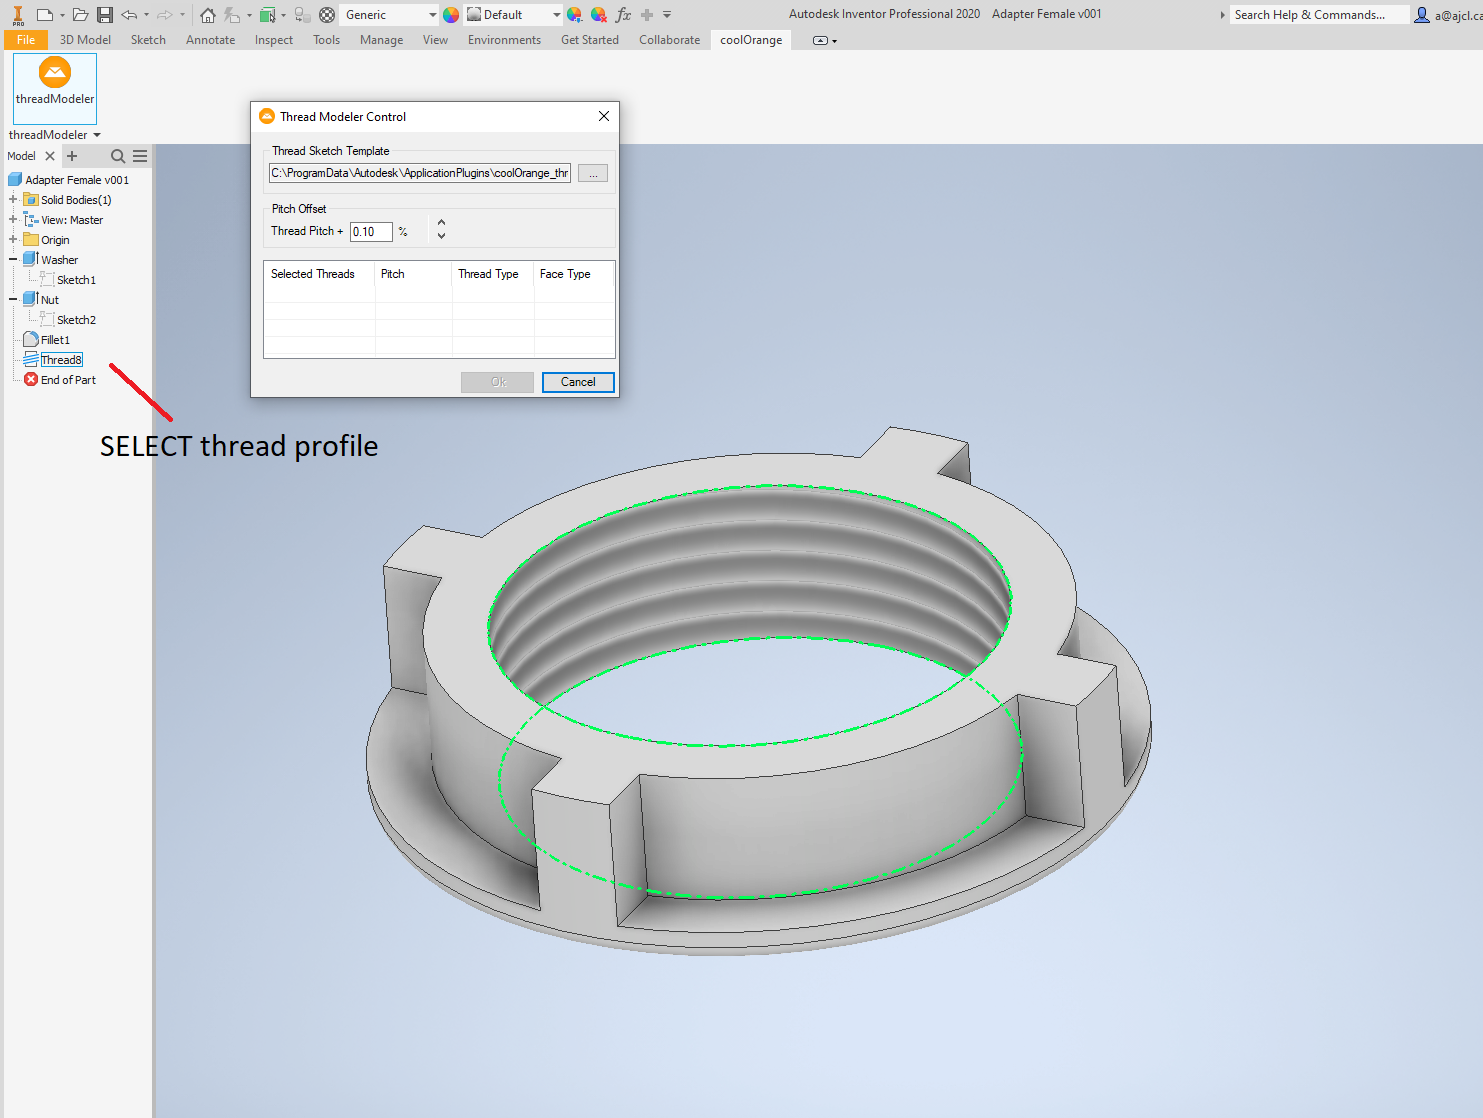 PRO
Generic
Default
fx
Autodesk Inventor Professional 2020 Adapter Female v001
Search Help & Commands...
a@ajcl.ca
File 3D Model Sketch Annotate Inspect Tools Manage View Environments Get Started Collaborate coolOrange
threadModeler
threadModeler
Model
Adapter Female v001
Solid Bodies(1)
View: Master
Origin
Washer
Sketch1
Nut
Sketch2
Fillet1
Thread8
End of Part
Thread Modeler Control
Thread Sketch Template
C:\ProgramData\Autodesk\ApplicationPlugins\coolOrange_thr
...
Pitch Offset
Thread Pitch + 0.10 %
Selected Threads Pitch Thread Type Face Type
Ok Cancel
SELECT thread profile